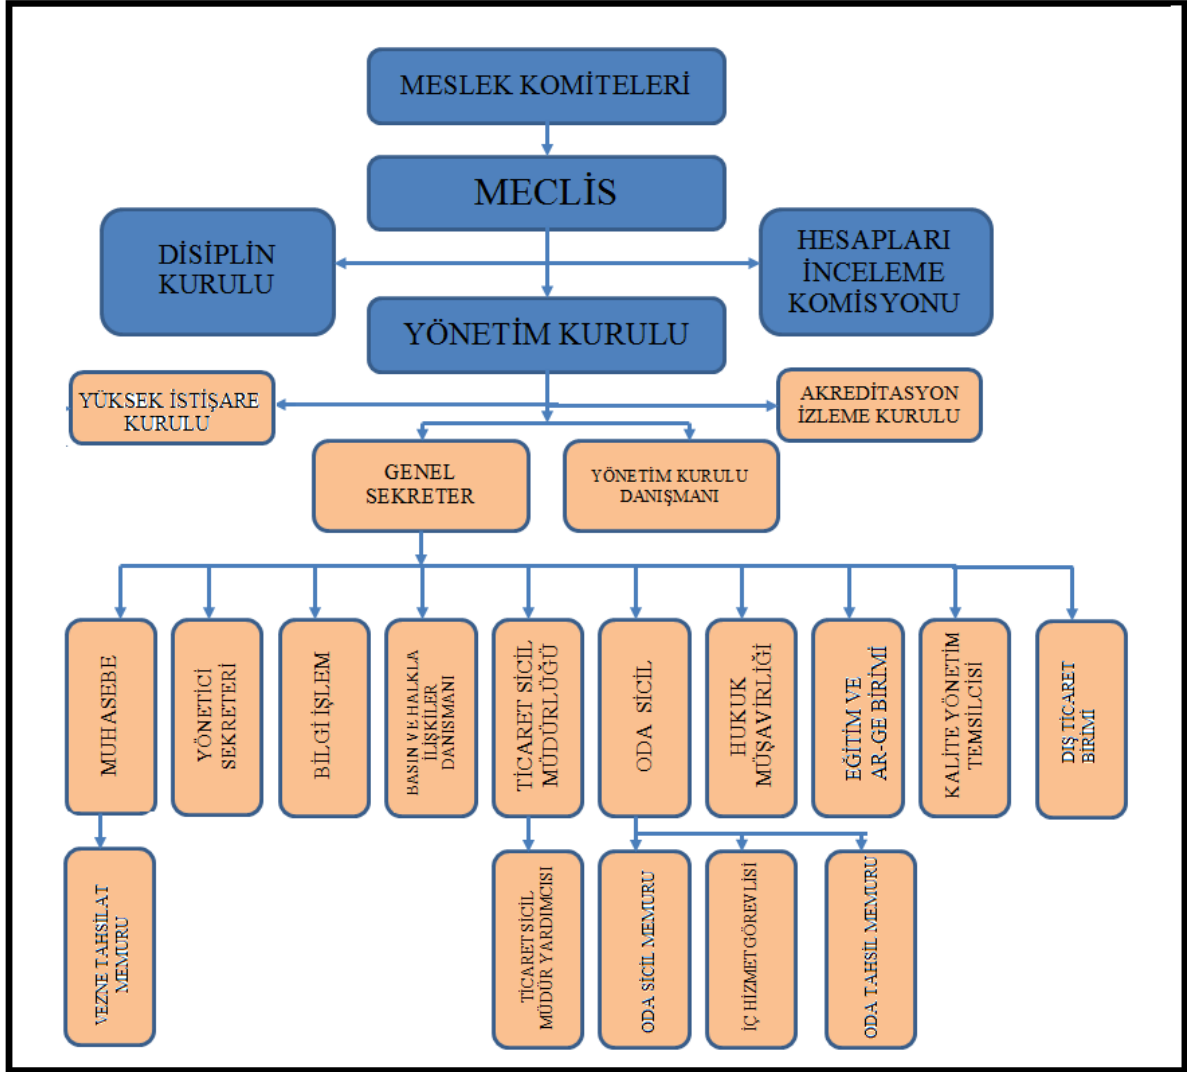 MESLEK KOMİTELERİ
MECLİS
DİSİPLİN
KURULU
HESAPLARI
İNCELEME
KOMİSYONU
YÖNETİM KURULU
YÜKSEK İSTİŞARE
KURULU
AKREDİTASYON
İZLEME KURULU
GENEL
SEKRETER
YÖNETİM KURULU
DANIŞMANI
MUHASEBE
YÖNETİCİ
SEKRETERİ
BİLGİ İŞLEM
BASIN VE HALKLA
İLİŞKİLER
DANISMANI
TİCARET SİCİL
MÜDÜRLÜĞÜ
ODA SİCİL
HUKUK
MÜŞAVİRLİĞİ
EĞİTİM VE
AR-GE BİRİMİ
KALİTE YÖNETİM
TEMSİLCİSİ
DIŞ TİCARET
BİRİMİ
VEZNE TAHSİLAT
MEMURU
TİCARET SİCİL
MÜDÜR YARDIMCISI
ODA SİCİL MEMURU
İÇ HİZMET GÖREVLİSİ
ODA TAHSİL MEMURU